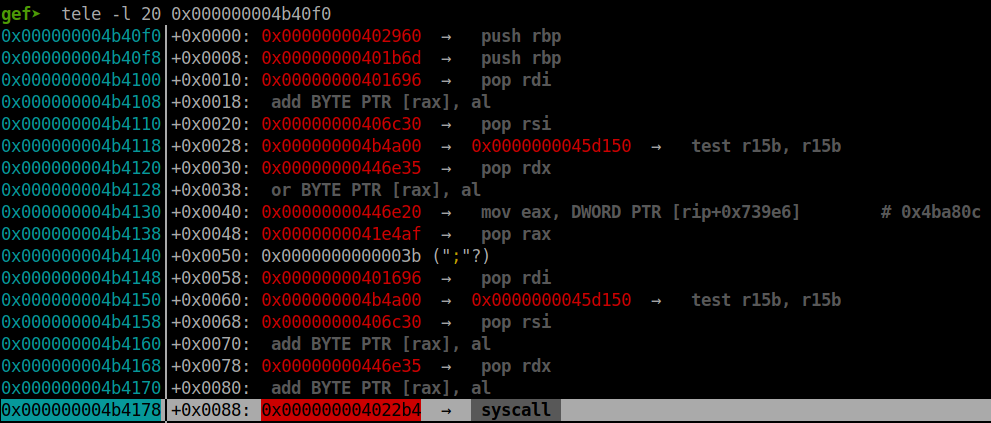 gef➤  tele -l 20 0x000000004b40f0
0x000000004b40f0 +0x0000: 0x00000000402960  →   push rbp
0x000000004b40f8 +0x0008: 0x00000000401b6d  →   push rbp
0x000000004b4100 +0x0010: 0x00000000401696  →   pop rdi
0x000000004b4108 +0x0018:  add BYTE PTR [rax], al
0x000000004b4110 +0x0020: 0x00000000406c30  →   pop rsi
0x000000004b4118 +0x0028: 0x000000004b4a00  →  0x0000000045d150  →   test r15b, r15b
0x000000004b4120 +0x0030: 0x00000000446e35  →   pop rdx
0x000000004b4128 +0x0038:  or BYTE PTR [rax], al
0x000000004b4130 +0x0040: 0x00000000446e20  →   mov eax, DWORD PTR [rip+0x739e6]        # 0x4ba80c
0x000000004b4138 +0x0048: 0x0000000041e4af  →   pop rax
0x000000004b4140 +0x0050: 0x0000000000003b (";"?)
0x000000004b4148 +0x0058: 0x00000000401696  →   pop rdi
0x000000004b4150 +0x0060: 0x000000004b4a00  →  0x0000000045d150  →   test r15b, r15b
0x000000004b4158 +0x0068: 0x00000000406c30  →   pop rsi
0x000000004b4160 +0x0070:  add BYTE PTR [rax], al
0x000000004b4168 +0x0078: 0x00000000446e35  →   pop rdx
0x000000004b4170 +0x0080:  add BYTE PTR [rax], al
0x000000004b4178 +0x0088: 0x000000004022b4  →   syscall